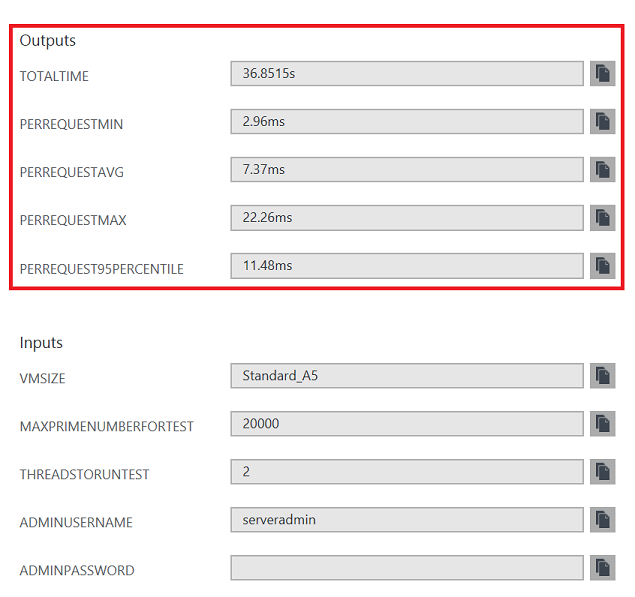 Outputs
TOTALTIME
36.8515s
PERREQUESTMIN
2.96ms
PERREQUESTAVG
7.37ms
PERREQUESTMAX
22.26ms
PERREQUEST95PERCENTILE
11.48ms
Inputs
VMSIZE
Standard_A5
MAXPRIMENUMBERFORTEST
20000
THREADSTORUNTEST
2
ADMINUSERNAME
serveradmin
ADMINPASSWORD